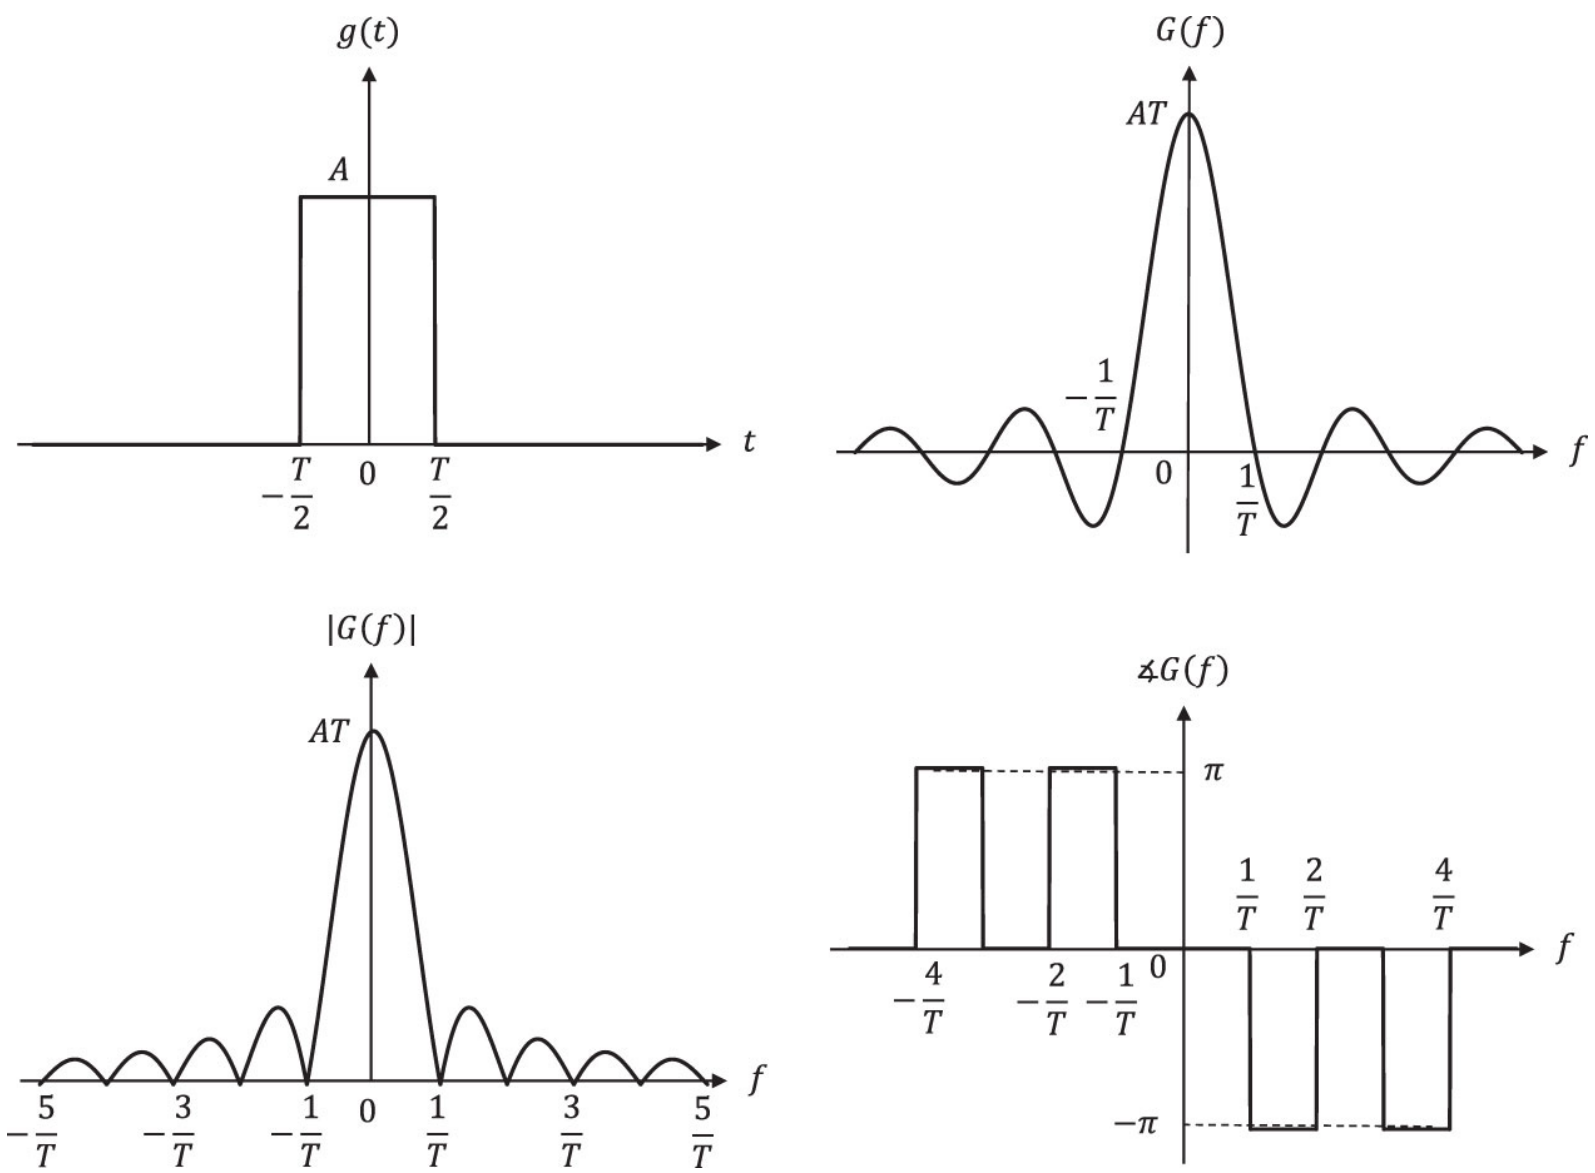 g(t)
A
−T/2
0
T/2
t
G(f)
AT
−1/T
0
1/T
f
|G(f)|
AT
−5/T
−3/T
−1/T
0
1/T
3/T
5/T
f
∡G(f)
π
1/T
2/T
4/T
−4/T
−2/T
−1/T
0
f
−π